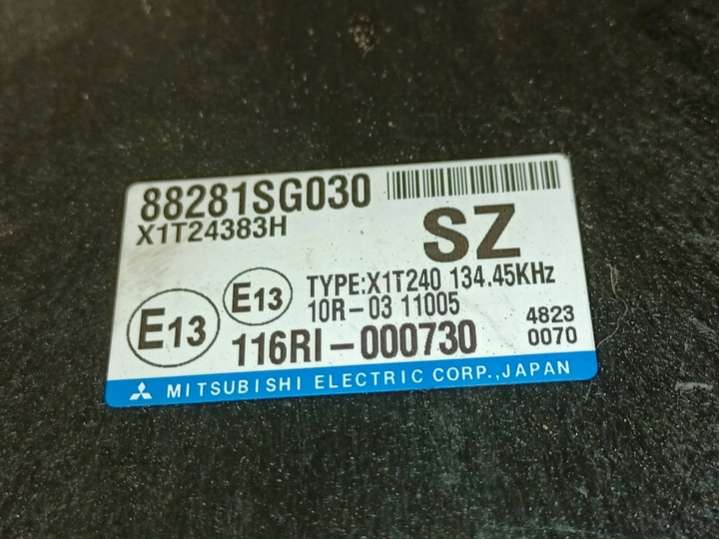 88281SG030
X1T24383H
SZ
TYPE:X1T240 134.45KHz
10R-03 11005
E13
E13
116RI-000730
4823
0070
MITSUBISHI ELECTRIC CORP.,JAPAN